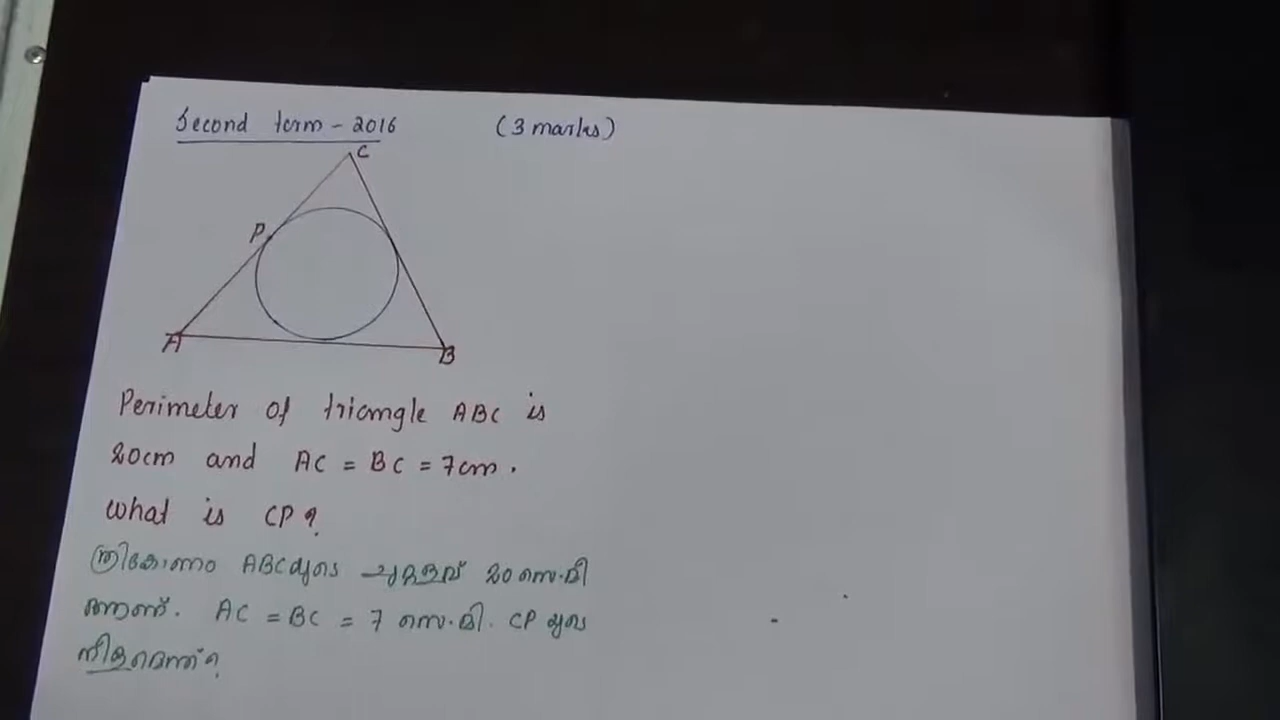 Second term - 2016 (3 marks)
C
P
A
B
Perimeter of triangle ABC is
20cm and AC = BC = 7cm.
What is CP?
ത്രികോണം ABCയുടെ ചുറ്റളവ് 20 സെ.മീ
ആണ്. AC = BC = 7 സെ.മീ. CP യുടെ
നീളമെന്ത്?